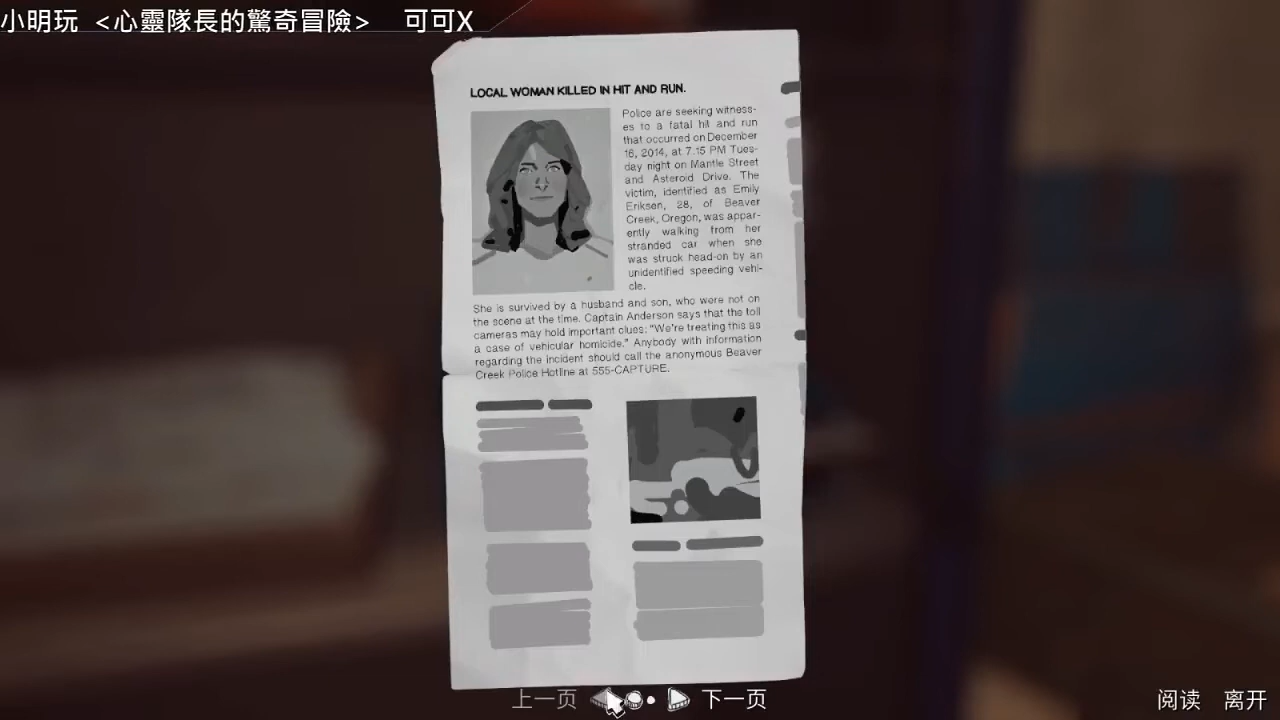 小明玩 <心靈隊長的驚奇冒險> 可可X
LOCAL WOMAN KILLED IN HIT AND RUN.
Police are seeking witness-
es to a fatal hit and run
that occurred on December
16, 2014, at 7.15 PM Tues-
day night on Mantle Street
and Asteroid Drive. The
victim, identified as Emily
Eriksen, 28, of Beaver
Creek, Oregon, was appar-
ently walking from her
stranded car when she
was struck head-on by an
unidentified speeding vehi-
cle.
She is survived by a husband and son, who were not on
the scene at the time. Captain Anderson says that the toll
cameras may hold important clues: "We're treating this as
a case of vehicular homicide." Anybody with information
regarding the incident should call the anonymous Beaver
Creek Police Hotline at 555-CAPTURE.
上一页 下一页
阅读 离开